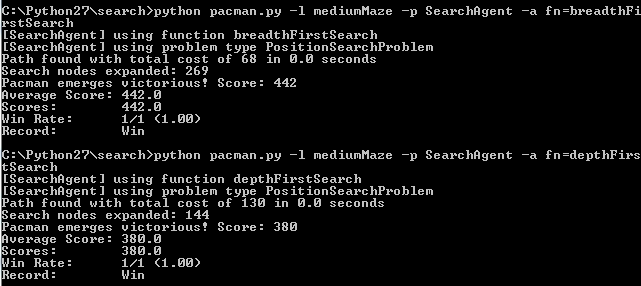 C:\Python27\search>python pacman.py -l mediumMaze -p SearchAgent -a fn=breadthFi
rstSearch
[SearchAgent] using function breadthFirstSearch
[SearchAgent] using problem type PositionSearchProblem
Path found with total cost of 68 in 0.0 seconds
Search nodes expanded: 269
Pacman emerges victorious! Score: 442
Average Score: 442.0
Scores:        442.0
Win Rate:      1/1 (1.00)
Record:        Win
C:\Python27\search>python pacman.py -l mediumMaze -p SearchAgent -a fn=depthFirs
tSearch
[SearchAgent] using function depthFirstSearch
[SearchAgent] using problem type PositionSearchProblem
Path found with total cost of 130 in 0.0 seconds
Search nodes expanded: 144
Pacman emerges victorious! Score: 380
Average Score: 380.0
Scores:        380.0
Win Rate:      1/1 (1.00)
Record:        Win